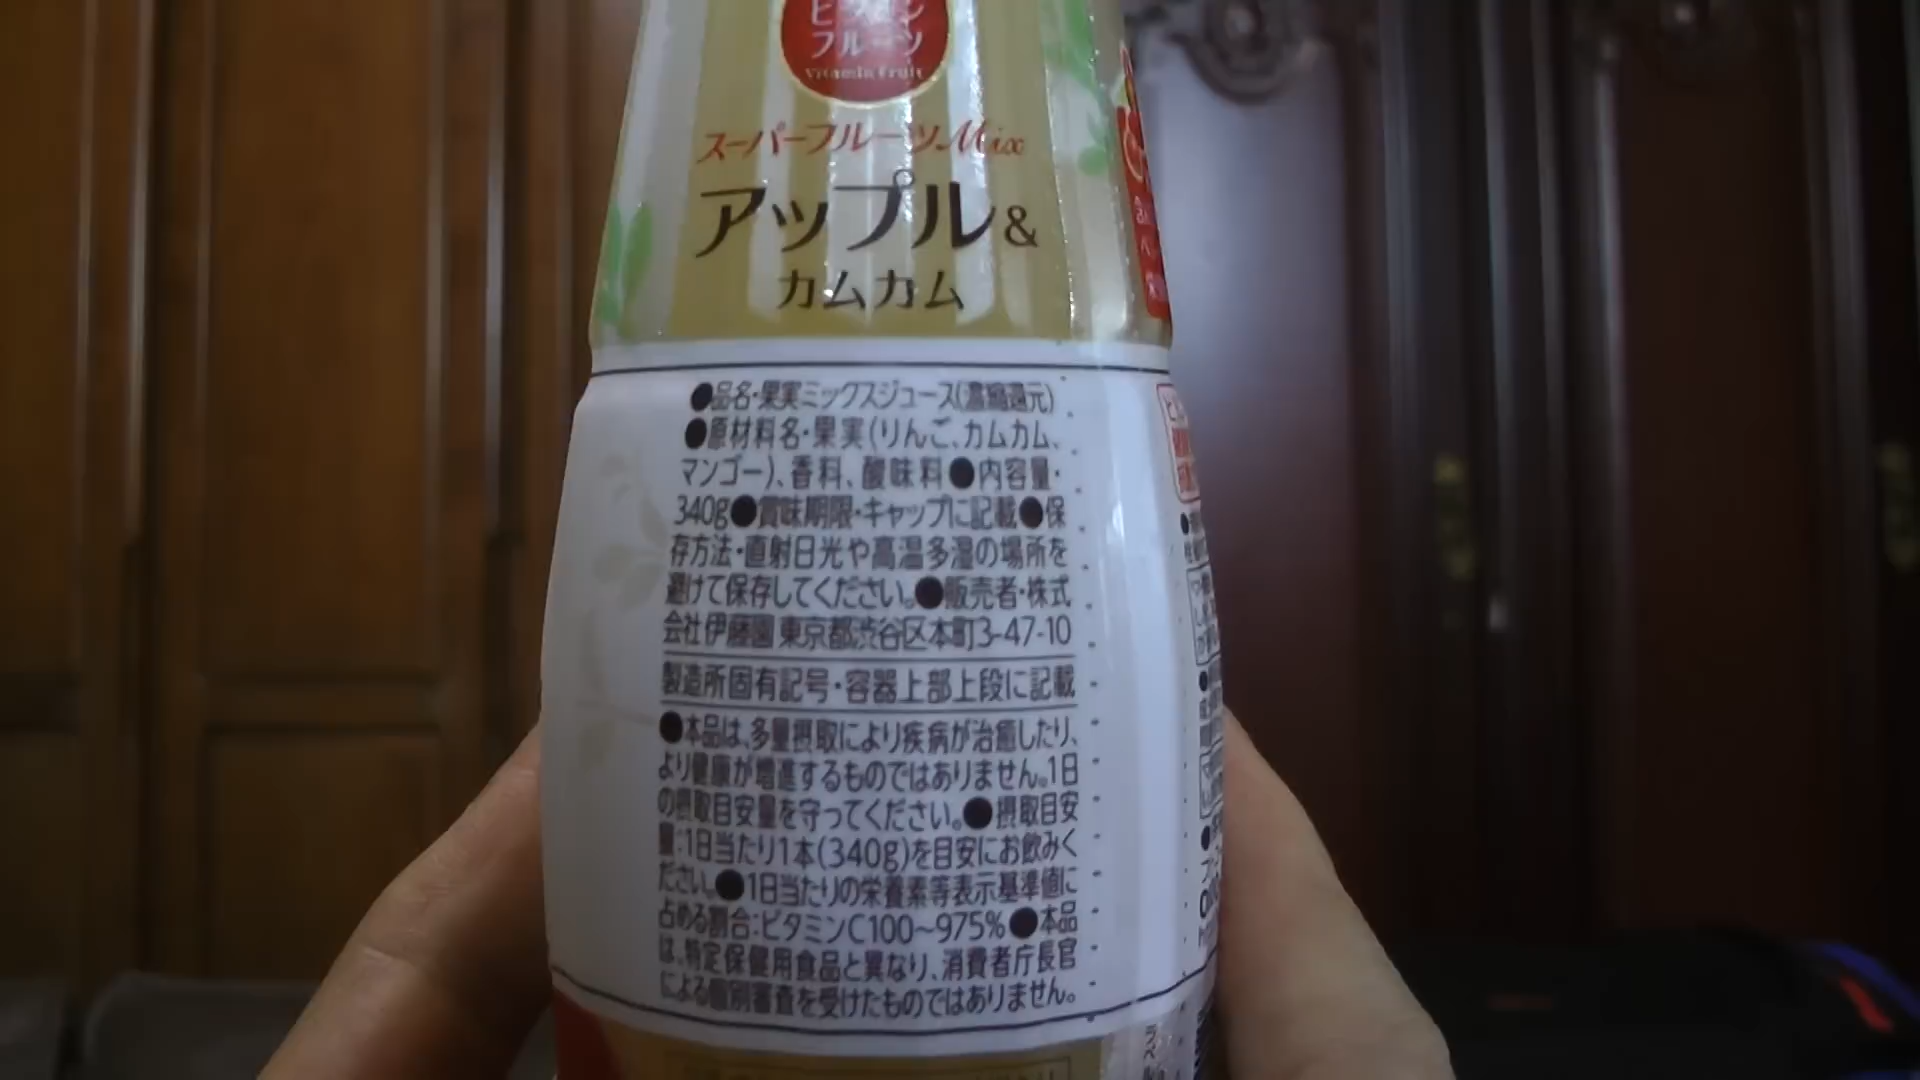 ビタミン
フルーツ
Vitamin Fruit
スーパーフルーツMix
アップル&
カムカム
●品名・果実ミックスジュース(濃縮還元)
●原材料名・果実(りんご、カムカム、
マンゴー)、香料、酸味料●内容量・
340g●賞味期限・キャップに記載●保
存方法・直射日光や高温多湿の場所を
避けて保存してください。●販売者・株式
会社伊藤園 東京都渋谷区本町3-47-10
製造所固有記号・容器上部上段に記載
●本品は、多量摂取により疾病が治癒したり、
より健康が増進するものではありません。1日
の摂取目安量を守ってください。●摂取目安
量:1日当たり1本(340g)を目安にお飲みく
ださい。●1日当たりの栄養素等表示基準値に
占める割合:ビタミンC100~975%●本品
は、特定保健用食品と異なり、消費者庁長官
による個別審査を受けたものではありません。
ラベル